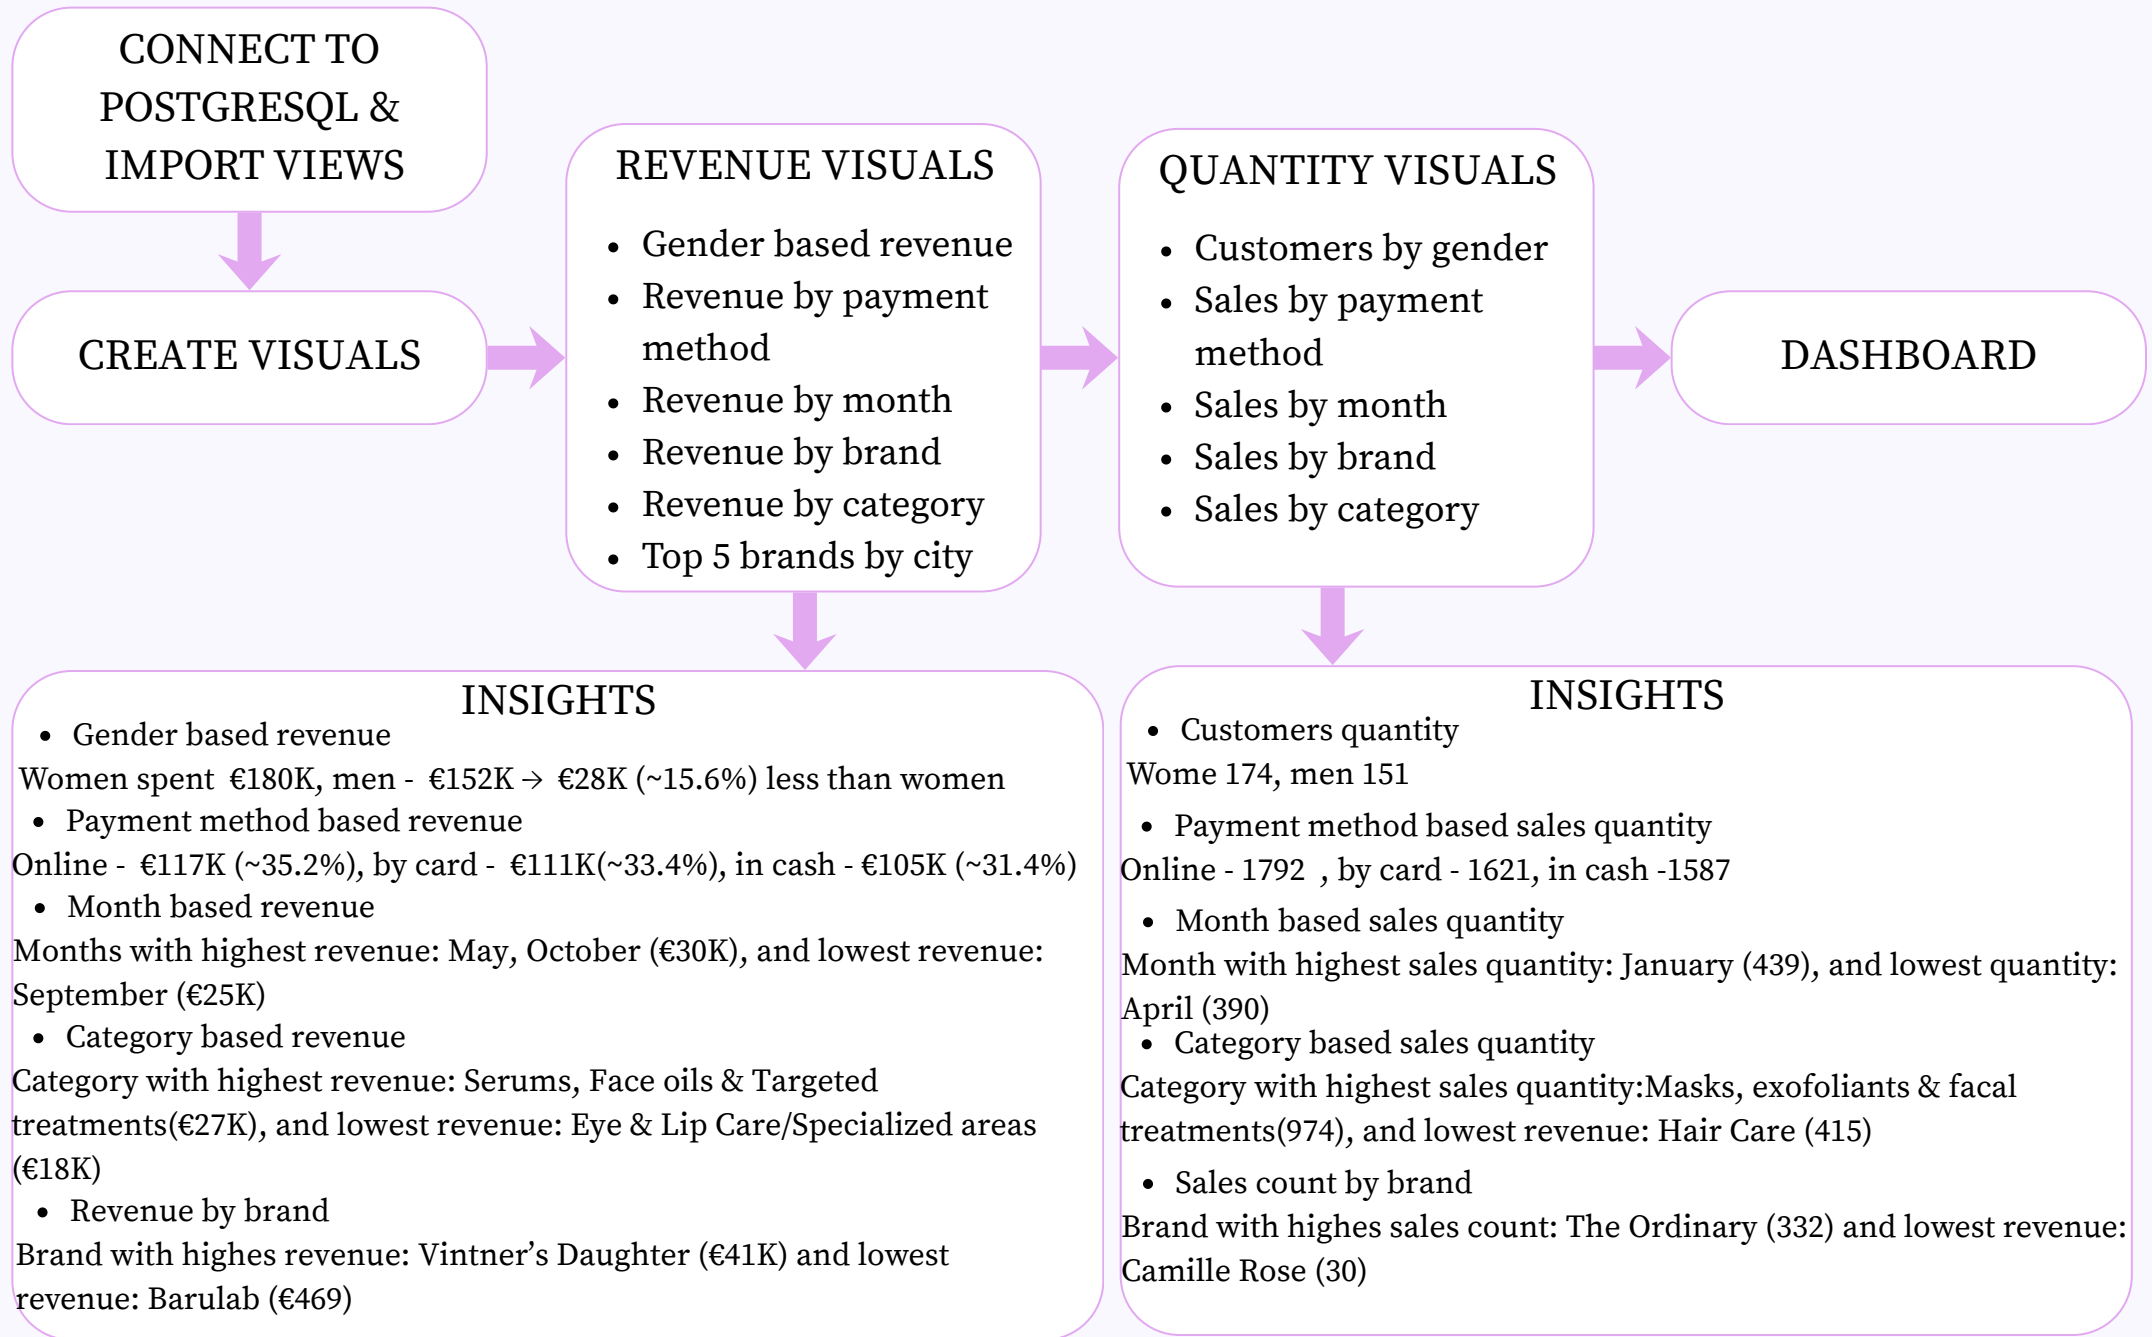 CONNECT TO
POSTGRESQL &
IMPORT VIEWS
CREATE VISUALS
REVENUE VISUALS
• Gender based revenue
• Revenue by payment
method
• Revenue by month
• Revenue by brand
• Revenue by category
• Top 5 brands by city
QUANTITY VISUALS
• Customers by gender
• Sales by payment
method
• Sales by month
• Sales by brand
• Sales by category
DASHBOARD
INSIGHTS
• Gender based revenue
Women spent €180K, men - €152K → €28K (~15.6%) less than women
• Payment method based revenue
Online - €117K (~35.2%), by card - €111K(~33.4%), in cash - €105K (~31.4%)
• Month based revenue
Months with highest revenue: May, October (€30K), and lowest revenue:
September (€25K)
• Category based revenue
Category with highest revenue: Serums, Face oils & Targeted
treatments(€27K), and lowest revenue: Eye & Lip Care/Specialized areas
(€18K)
• Revenue by brand
Brand with highes revenue: Vintner’s Daughter (€41K) and lowest
revenue: Barulab (€469)
INSIGHTS
• Customers quantity
Wome 174, men 151
• Payment method based sales quantity
Online - 1792 , by card - 1621, in cash -1587
• Month based sales quantity
Month with highest sales quantity: January (439), and lowest quantity:
April (390)
• Category based sales quantity
Category with highest sales quantity:Masks, exofoliants & facal
treatments(974), and lowest revenue: Hair Care (415)
• Sales count by brand
Brand with highes sales count: The Ordinary (332) and lowest revenue:
Camille Rose (30)